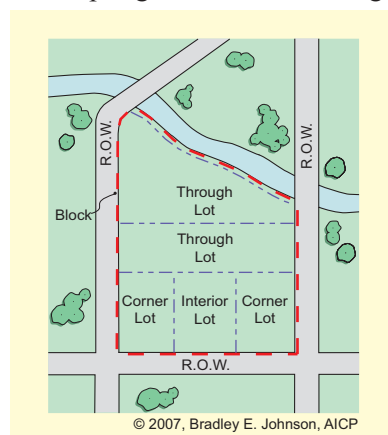 R.O.W.
R.O.W.
Through
Lot
Block
Through
Lot
Corner
Lot
Interior
Lot
Corner
Lot
R.O.W.
© 2007, Bradley E. Johnson, AICP